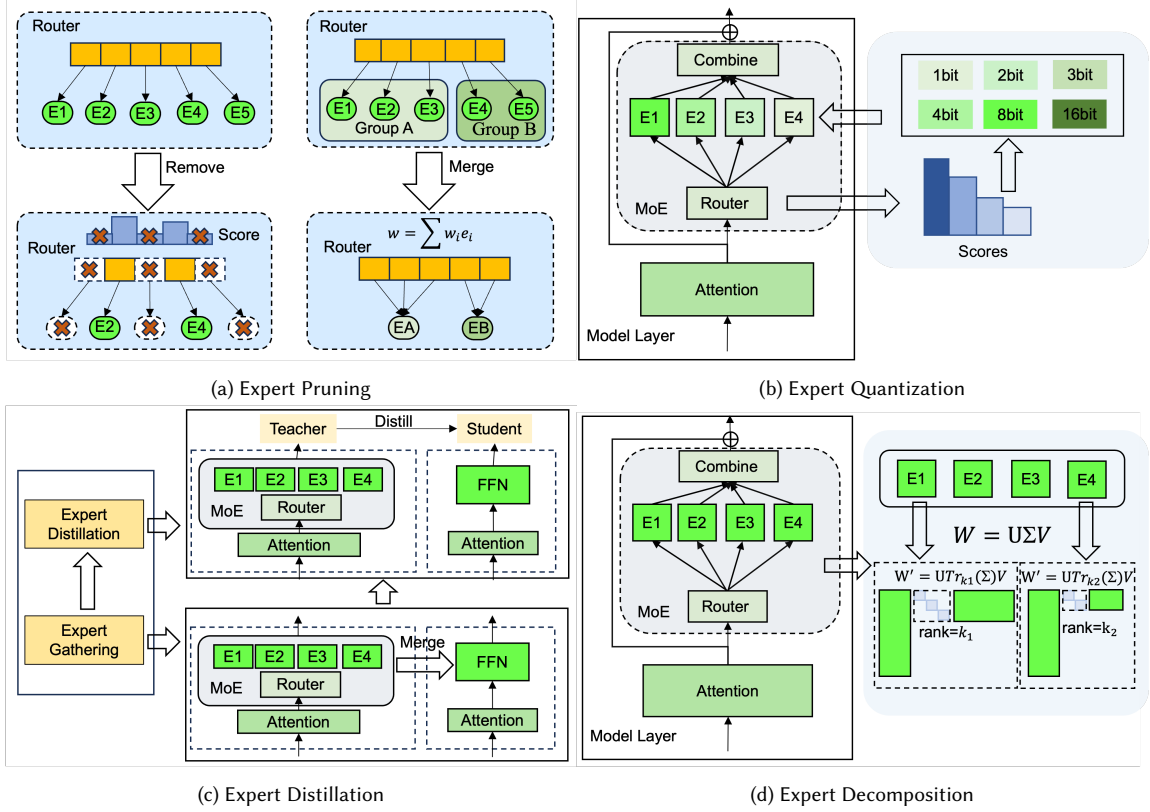 Router
E1 E2 E3 E4 E5
Remove
Router
Score
E2 E4
Router
E1 E2 E3 E4 E5
Group A Group B
Merge
Router
w = ∑ w_i e_i
EA EB
(a) Expert Pruning
Combine
E1 E2 E3 E4
MoE
Router
Attention
Model Layer
1bit 2bit 3bit
4bit 8bit 16bit
Scores
(b) Expert Quantization
Expert
Distillation
Expert
Gathering
Teacher Distill Student
E1 E2 E3 E4
MoE
Router
Attention
FFN
Attention
E1 E2 E3 E4
MoE
Router
Attention
Merge
FFN
Attention
(c) Expert Distillation
Combine
E1 E2 E3 E4
MoE
Router
Attention
Model Layer
E1 E2 E3 E4
W = UΣV
W' = UTr_{k1}(Σ)V
rank=k_1
W' = UTr_{k2}(Σ)V
rank=k_2
(d) Expert Decomposition